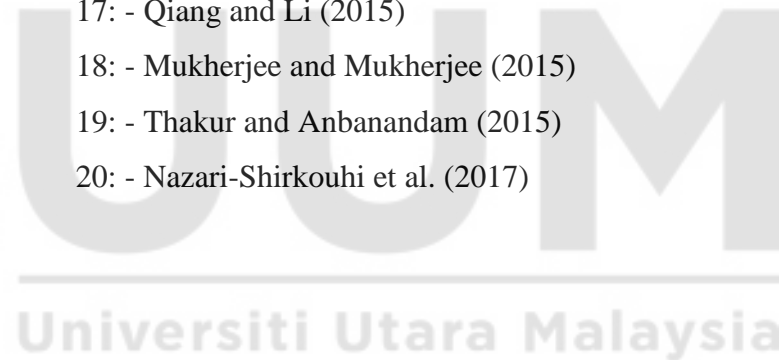 17: - Qiang and Li (2015)
18: - Mukherjee and Mukherjee (2015)
19: - Thakur and Anbanandam (2015)
20: - Nazari-Shirkouhi et al. (2017)
UUM
Universiti Utara Malaysia